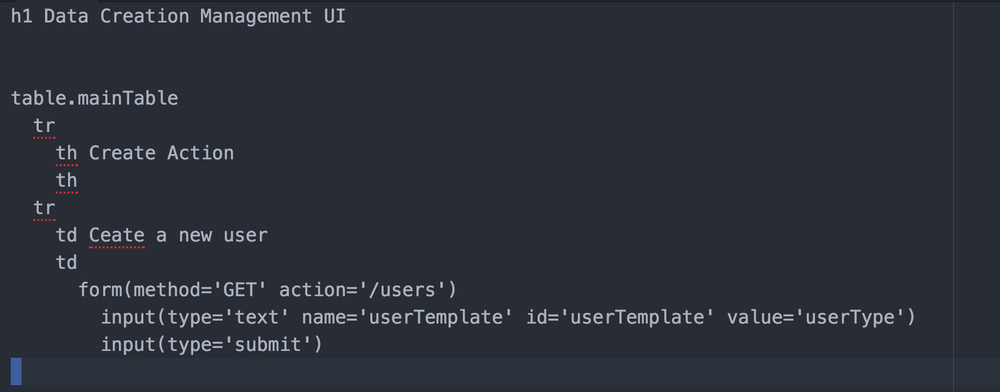 h1 Data Creation Management UI
table.mainTable
tr
th Create Action
th
tr
td Ceate a new user
td
form(method='GET' action='/users')
input(type='text' name='userTemplate' id='userTemplate' value='userType')
input(type='submit')